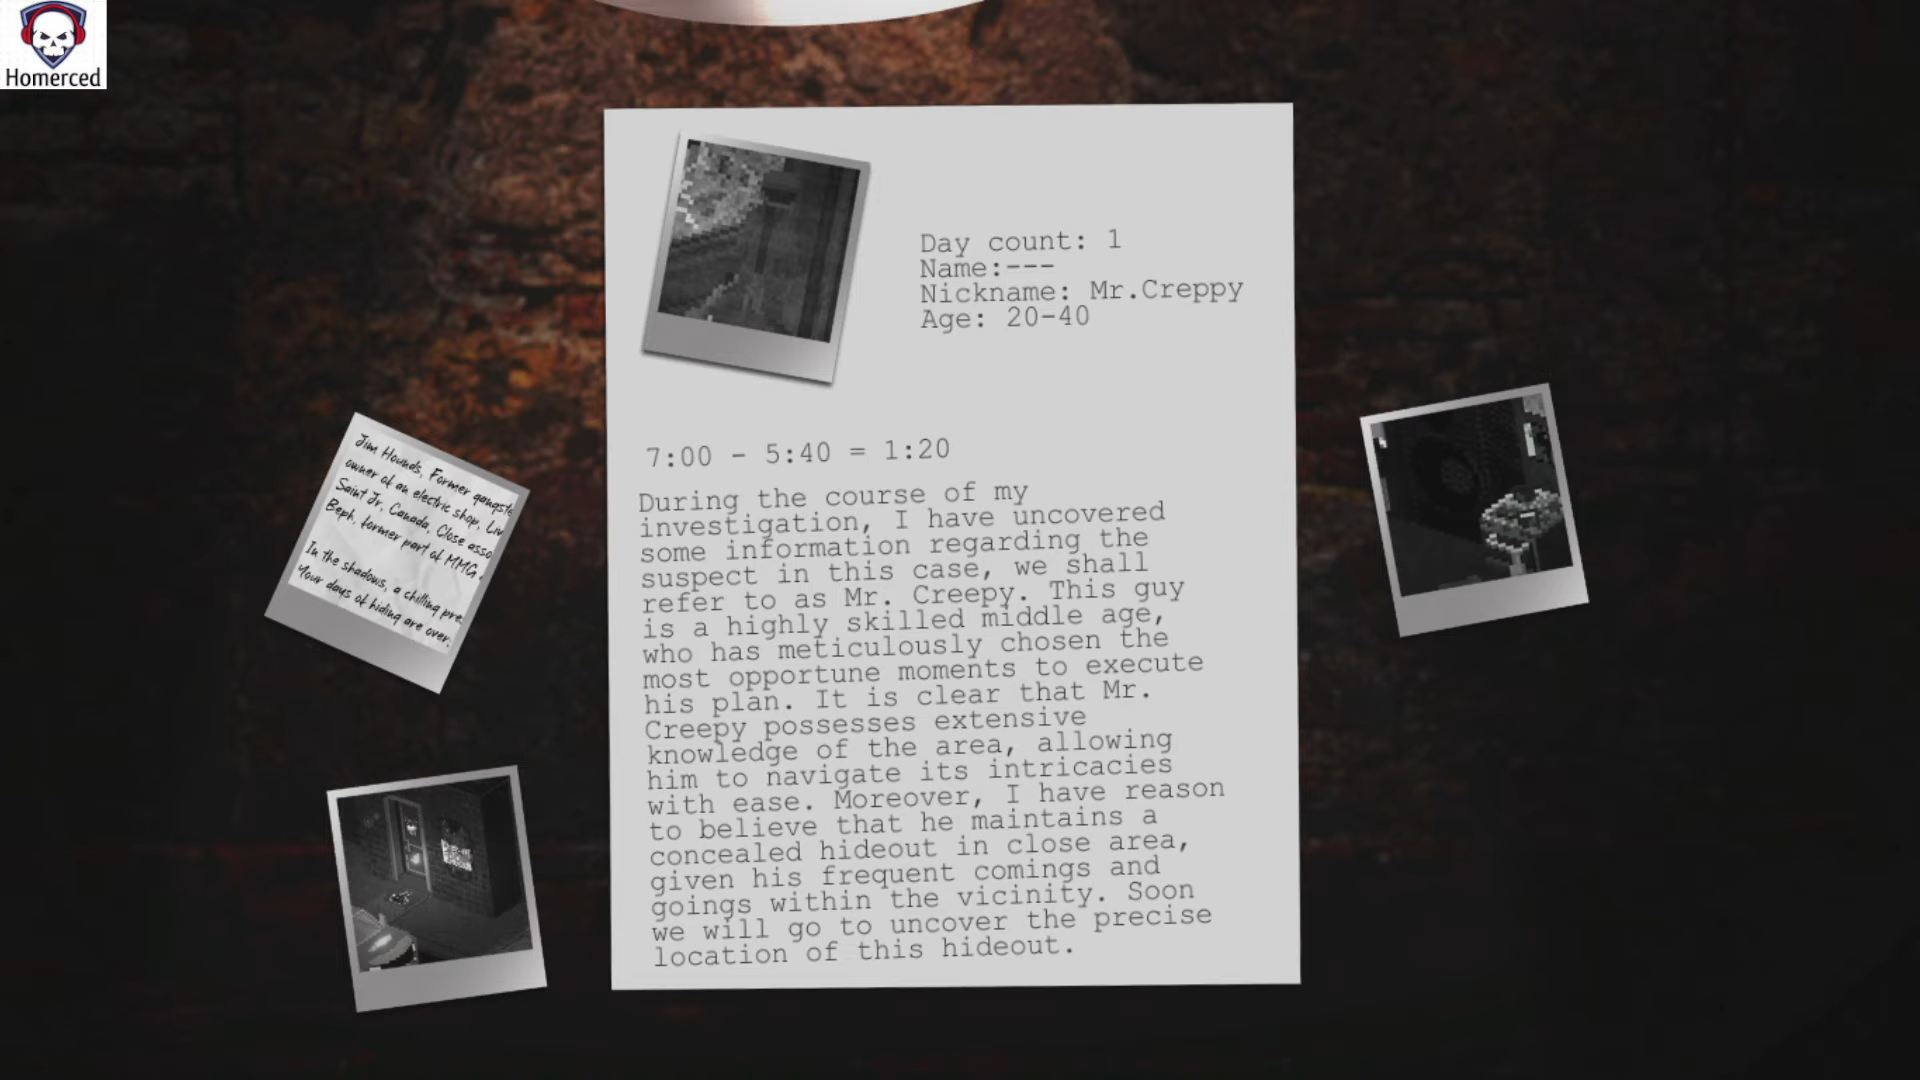 Homerced
Day count: 1
Name:---
Nickname: Mr.Creppy
Age: 20-40
7:00 - 5:40 = 1:20
During the course of my
investigation, I have uncovered
some information regarding the
suspect in this case, we shall
refer to as Mr. Creepy. This guy
is a highly skilled middle age,
who has meticulously chosen the
most opportune moments to execute
his plan. It is clear that Mr.
Creepy possesses extensive
knowledge of the area, allowing
him to navigate its intricacies
with ease. Moreover, I have reason
to believe that he maintains a
concealed hideout in close area,
given his frequent comings and
goings within the vicinity. Soon
we will go to uncover the precise
location of this hideout.
Jim Hounds, Former gangste
owner of an electric shop, Liv
Saint Jr, Canada, Close asso
Beph, former part of MMG.
In the shadows, a chilling pre
Your days of hiding are over.